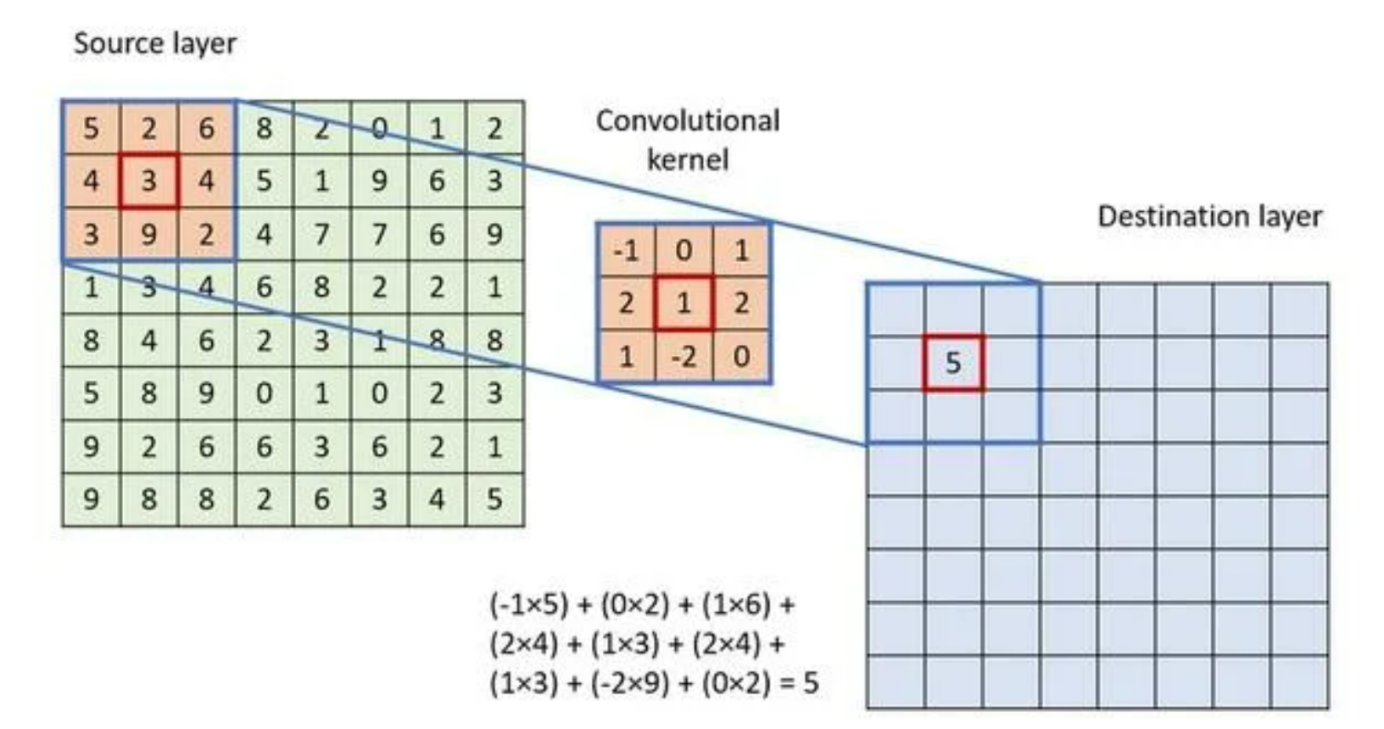 Source layer
5 2 6 8 2 0 1 2
4 3 4 5 1 9 6 3
3 9 2 4 7 7 6 9
1 3 4 6 8 2 2 1
8 4 6 2 3 1 8 8
5 8 9 0 1 0 2 3
9 2 6 6 3 6 2 1
9 8 8 2 6 3 4 5
Convolutional
kernel
-1 0 1
2 1 2
1 -2 0
Destination layer
5
(-1×5) + (0×2) + (1×6) +
(2×4) + (1×3) + (2×4) +
(1×3) + (-2×9) + (0×2) = 5